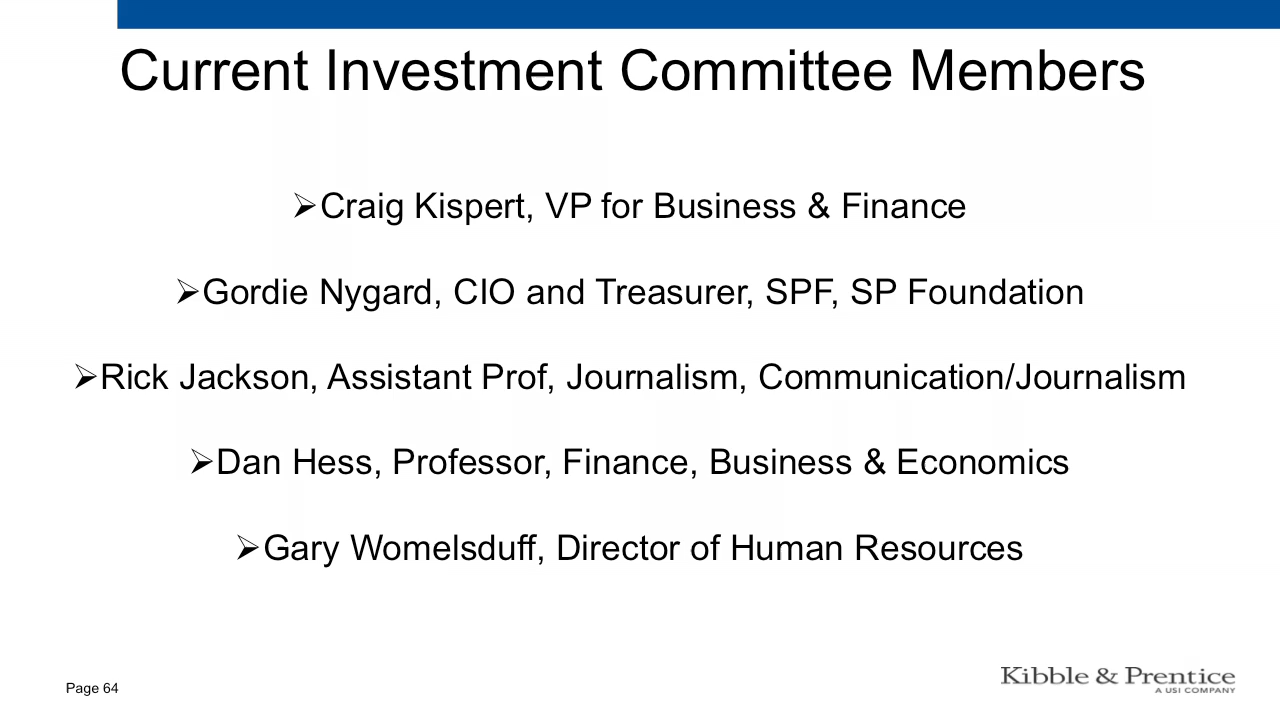 Current Investment Committee Members
➢Craig Kispert, VP for Business & Finance
➢Gordie Nygard, CIO and Treasurer, SPF, SP Foundation
➢Rick Jackson, Assistant Prof, Journalism, Communication/Journalism
➢Dan Hess, Professor, Finance, Business & Economics
➢Gary Womelsduff, Director of Human Resources
Page 64
Kibble & Prentice
A USI COMPANY